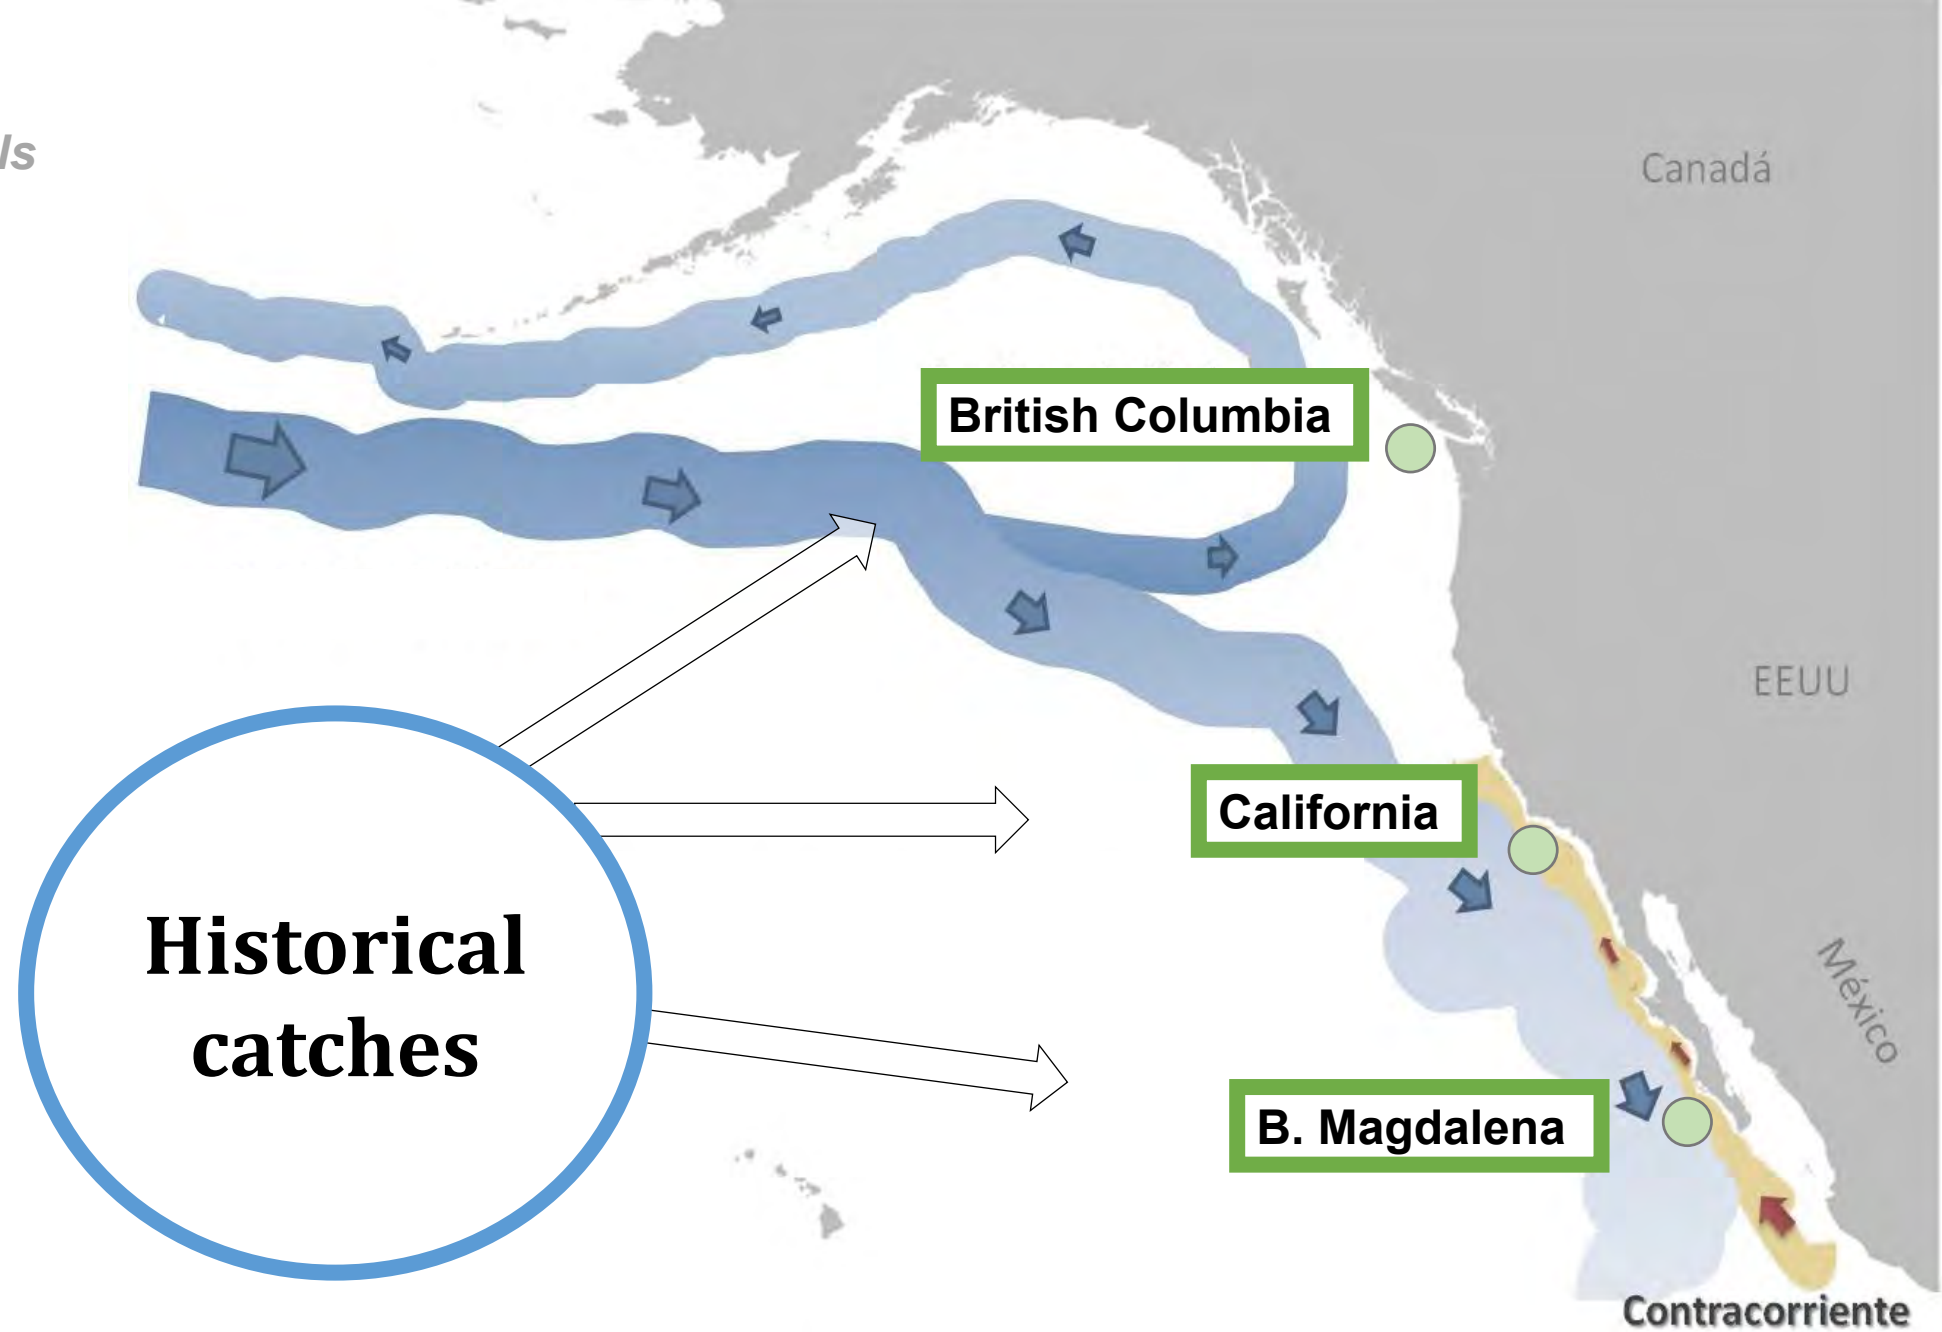 ls
Canadá
British Columbia
EEUU
California
Historical
catches
México
B. Magdalena
Contracorriente